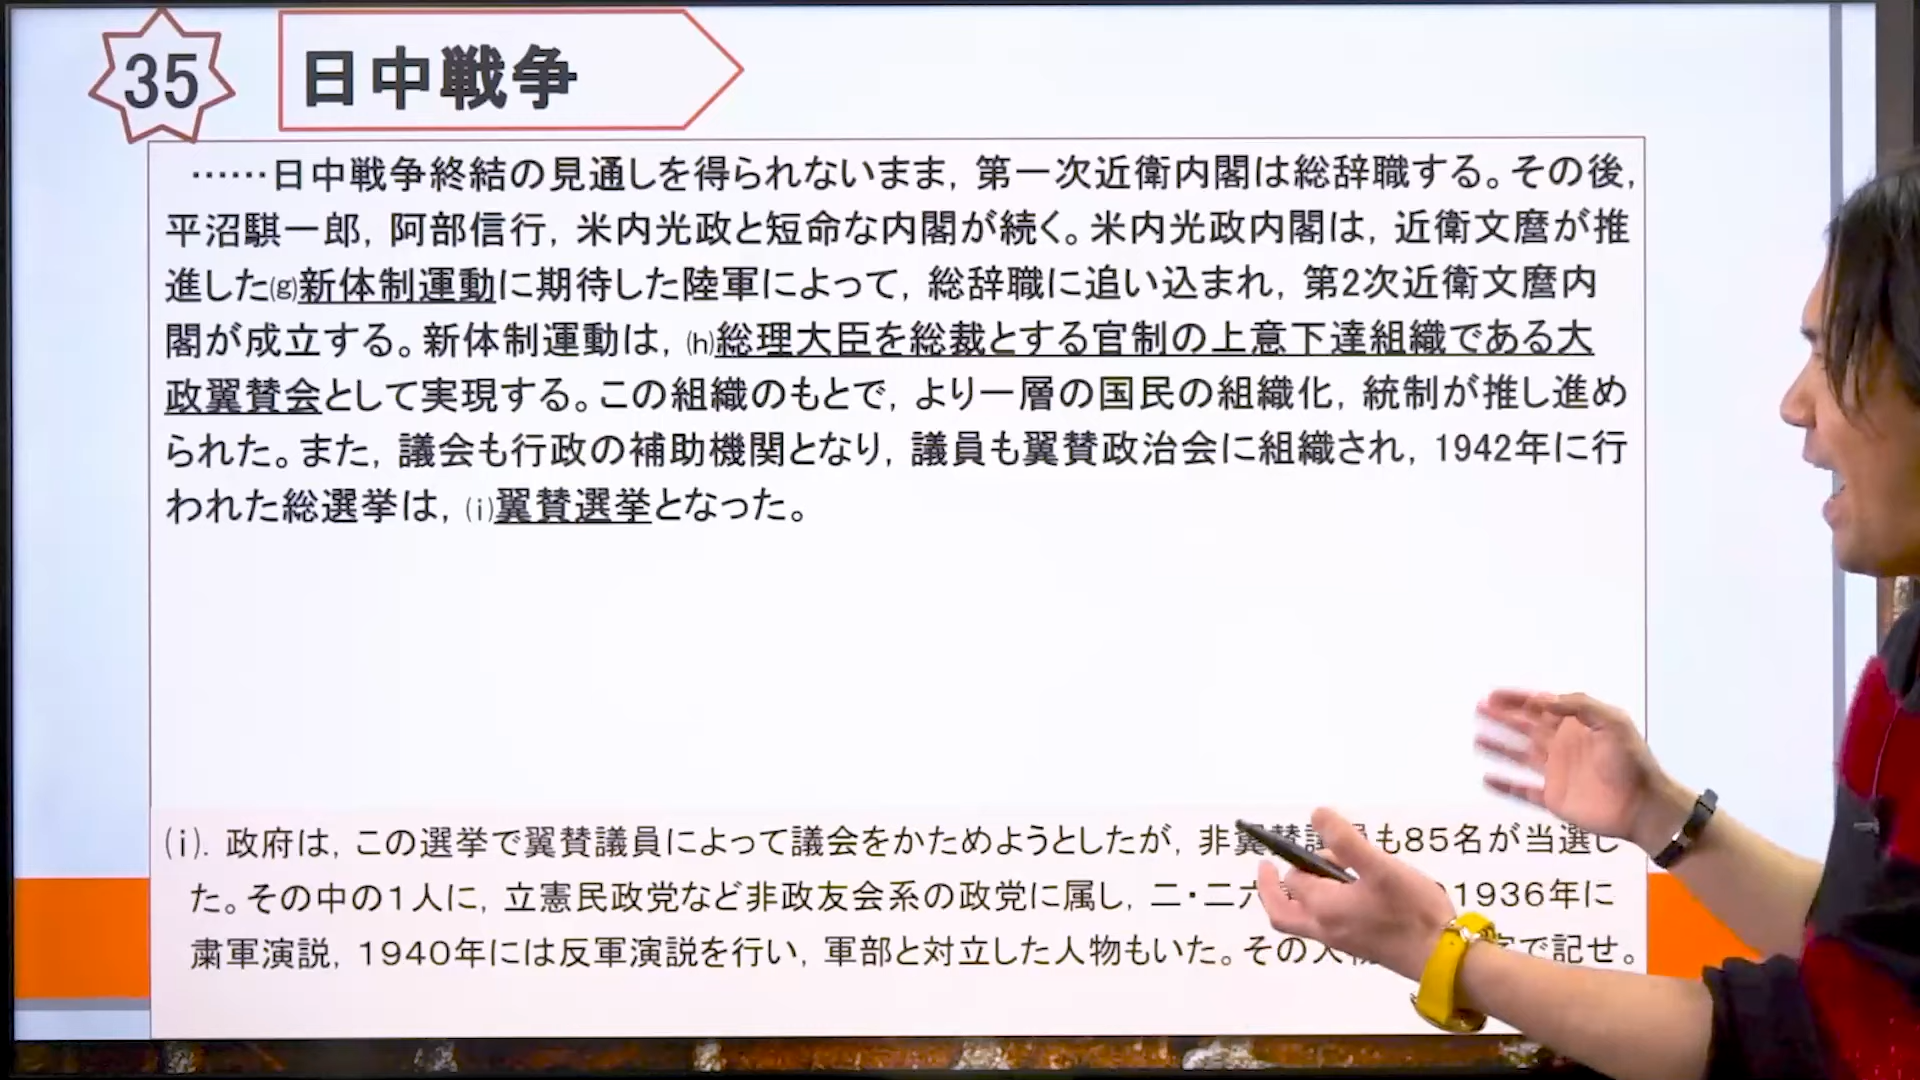 35
日中戦争
……日中戦争終結の見通しを得られないまま，第一次近衛内閣は総辞職する。その後，
平沼騏一郎，阿部信行，米内光政と短命な内閣が続く。米内光政内閣は，近衛文麿が推
進した(g)新体制運動に期待した陸軍によって，総辞職に追い込まれ，第2次近衛文麿内
閣が成立する。新体制運動は，(h)総理大臣を総裁とする官制の上意下達組織である大
政翼賛会として実現する。この組織のもとで，より一層の国民の組織化，統制が推し進め
られた。また，議会も行政の補助機関となり，議員も翼賛政治会に組織され，1942年に行
われた総選挙は，(i)翼賛選挙となった。
(i). 政府は，この選挙で翼賛議員によって議会をかためようとしたが，非翼賛議員も85名が当選し
た。その中の1人に，立憲民政党など非政友会系の政党に属し，二・二六 1936年に
粛軍演説，1940年には反軍演説を行い，軍部と対立した人物もいた。その人物 で記せ。